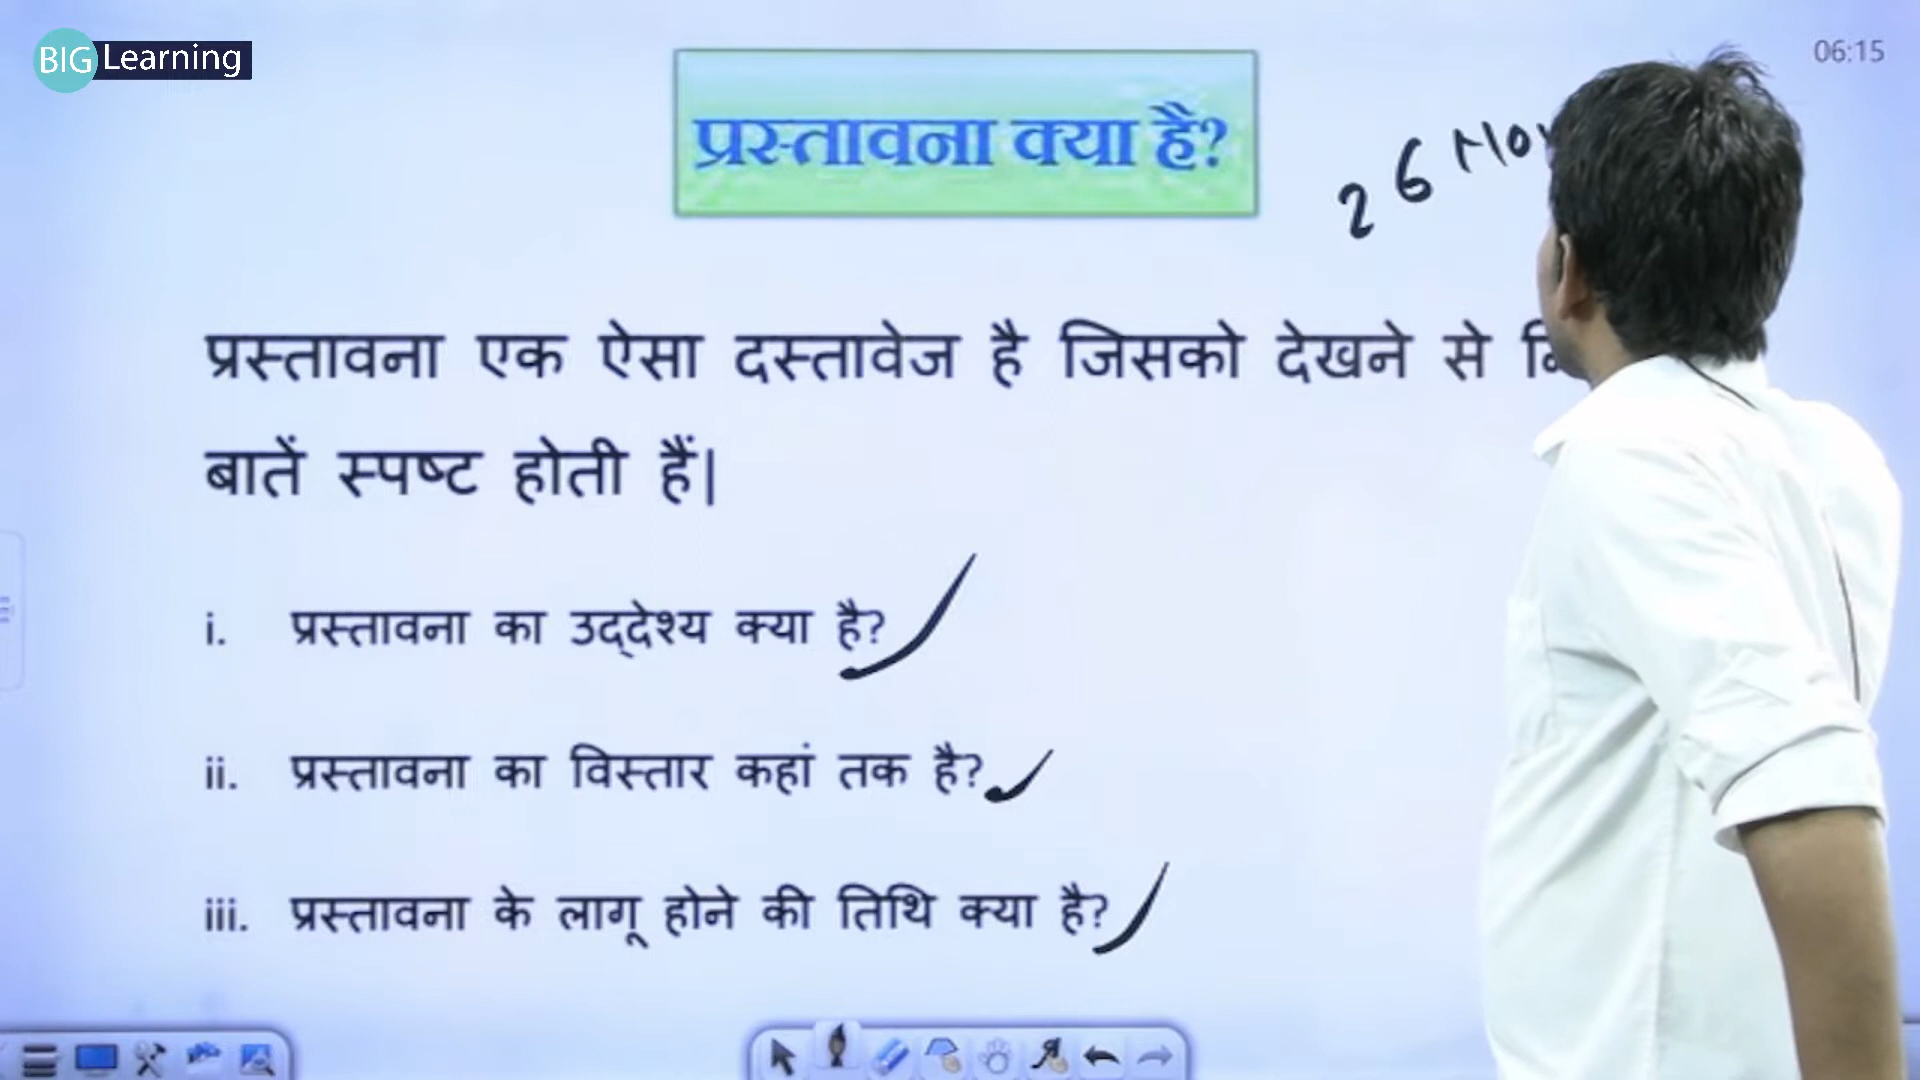 BIG Learning
06:15
प्रस्तावना क्या है?
26 Nov
प्रस्तावना एक ऐसा दस्तावेज है जिसको देखने से
बातें स्पष्ट होती हैं|
i. प्रस्तावना का उद्देश्य क्या है?
ii. प्रस्तावना का विस्तार कहां तक है?
iii. प्रस्तावना के लागू होने की तिथि क्या है?